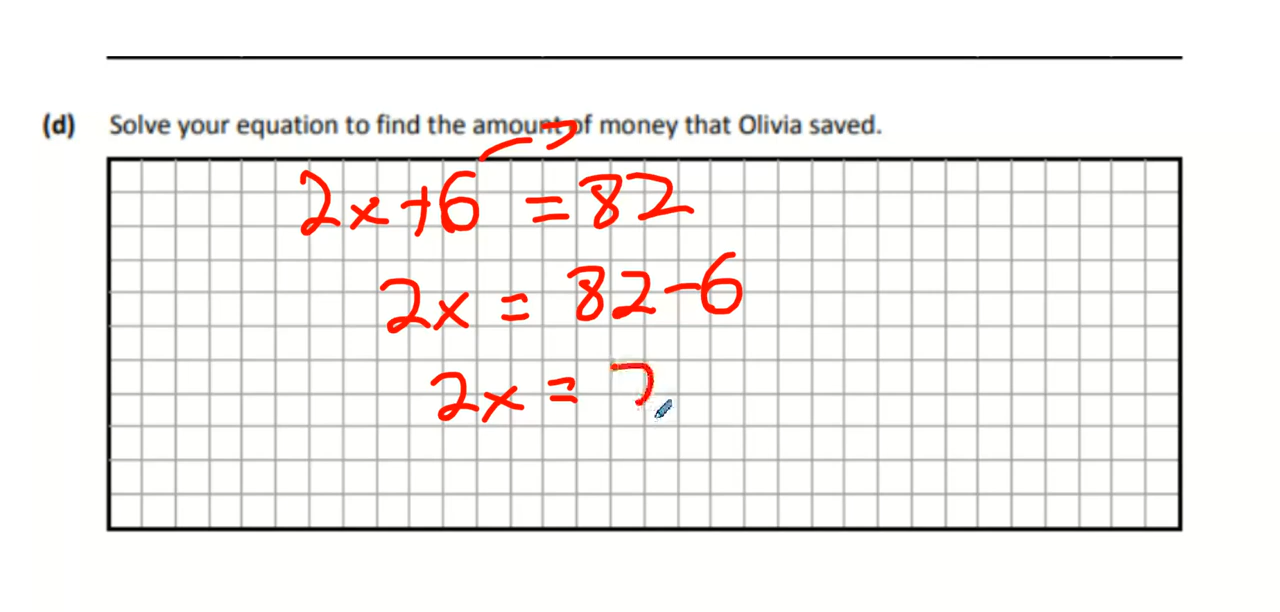 (d) Solve your equation to find the amount of money that Olivia saved.
2x+6 = 82
2x = 82-6
2x = 7